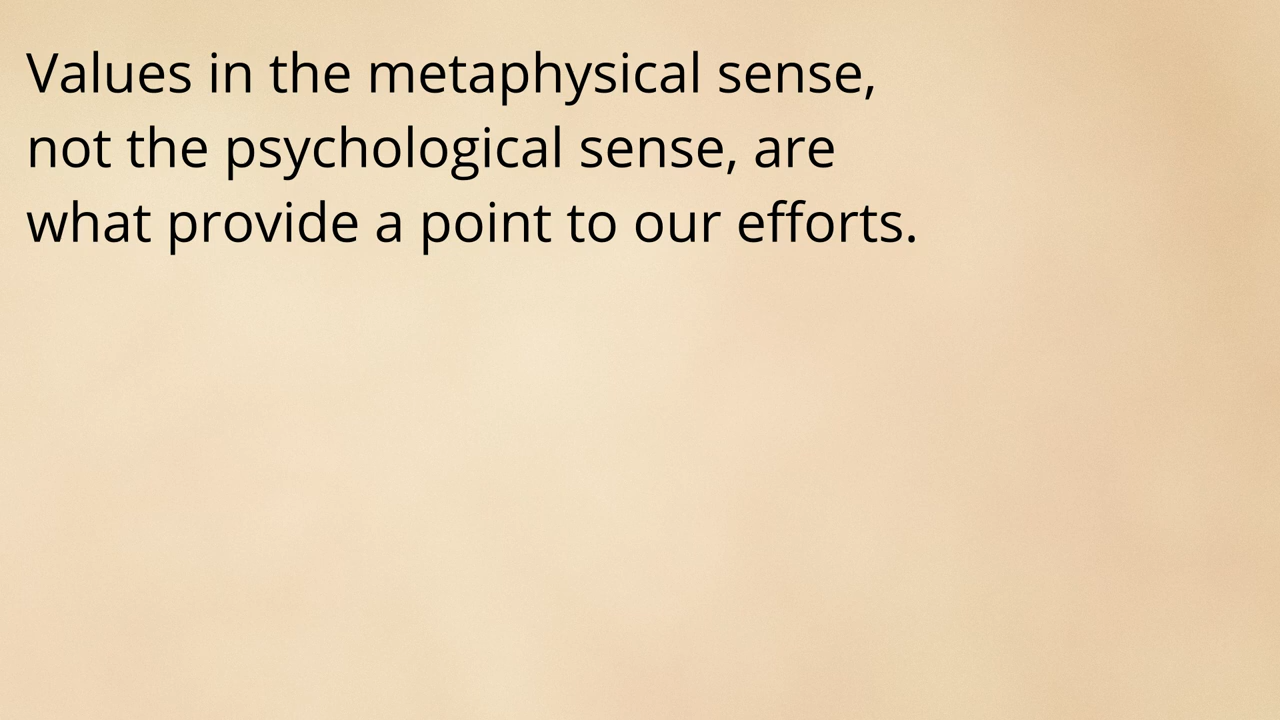 Values in the metaphysical sense,
not the psychological sense, are
what provide a point to our efforts.